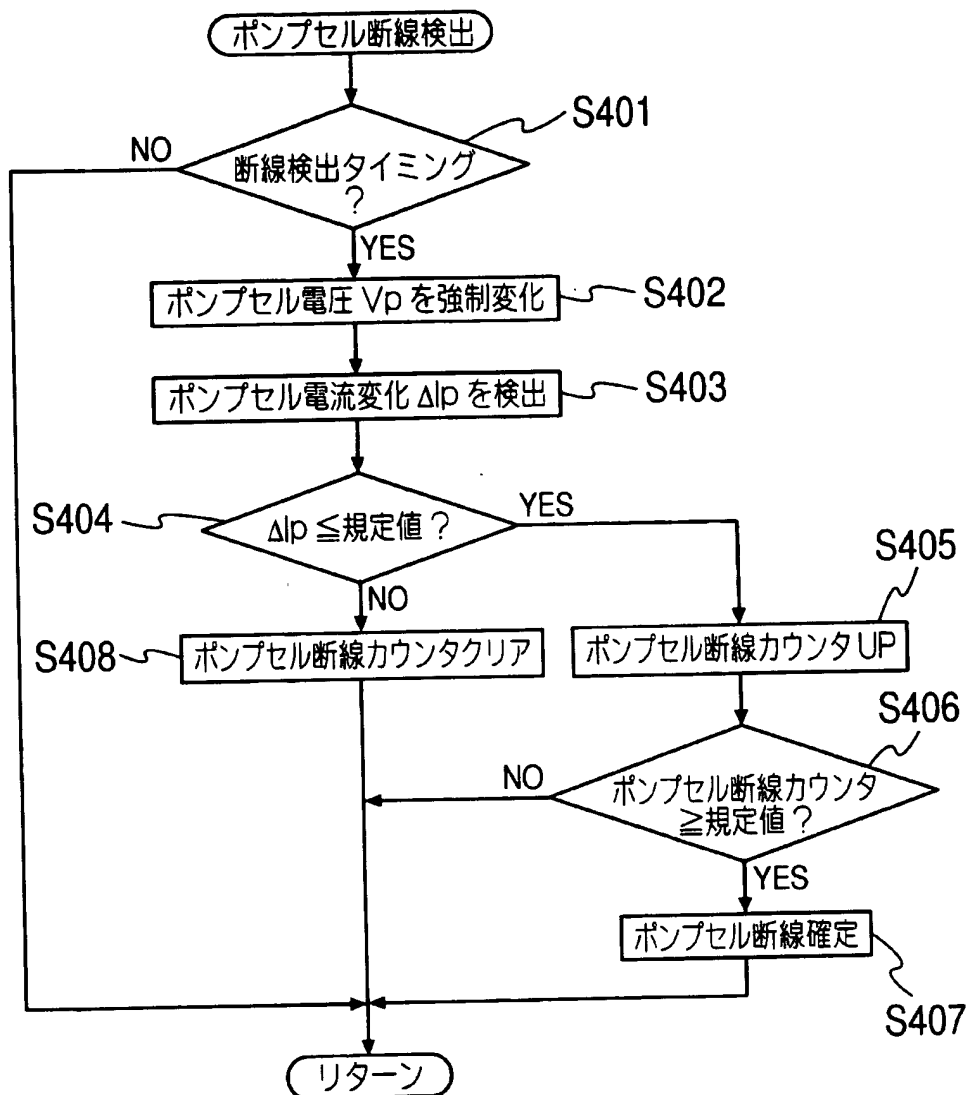 ポンプセル断線検出
S401
NO
断線検出タイミング
?
YES
ポンプセル電圧 Vp を強制変化
S402
ポンプセル電流変化 ΔIp を検出
S403
S404
ΔIp ≦規定値 ?
YES
NO
S405
S408
ポンプセル断線カウンタクリア
ポンプセル断線カウンタ UP
S406
NO
ポンプセル断線カウンタ
≧規定値 ?
YES
ポンプセル断線確定
S407
リターン